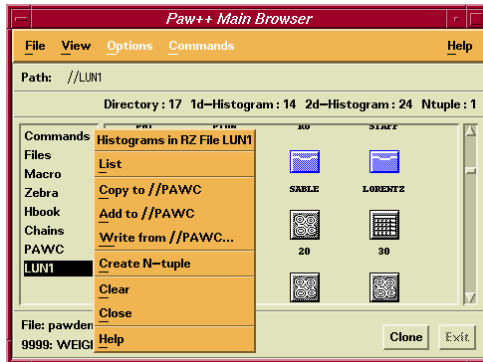 Paw++ Main Browser
File View Options Commands Help
Path: //LUN1
Directory : 17 1d-Histogram : 14 2d-Histogram : 24 Ntuple : 1
Commands
Files
Macro
Zebra
Hbook
Chains
PAWC
LUN1
Histograms in RZ File LUN1
List
Copy to //PAWC
Add to //PAWC
Write from //PAWC...
Create N-tuple
Clear
Close
Help
STAFF
SABLE LORENTZ
20 30
File: pawden
9999: WEIGH
Clone Exit